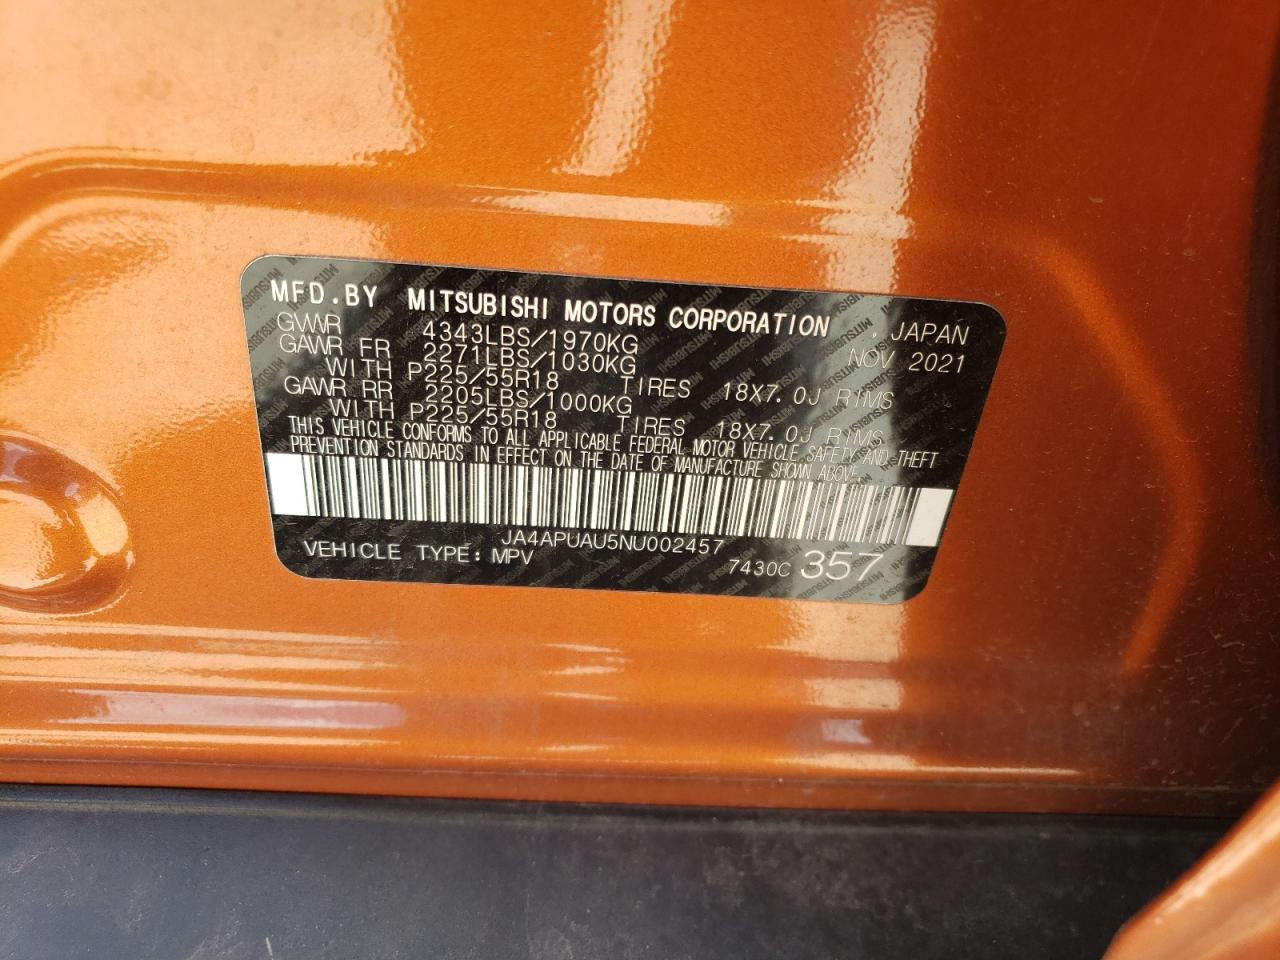 MFD.BY MITSUBISHI MOTORS CORPORATION , JAPAN
GVWR 4343LBS/1970KG NOV 2021
GAWR FR 2271LBS/1030KG
WITH P225/55R18 TIRES 18X7.0J RIMS
GAWR RR 2205LBS/1000KG
WITH P225/55R18 TIRES 18X7.0J RIMS
THIS VEHICLE CONFORMS TO ALL APPLICABLE FEDERAL MOTOR VEHICLE SAFETY AND THEFT
PREVENTION STANDARDS IN EFFECT ON THE DATE OF MANUFACTURE SHOWN ABOVE.
JA4APUAU5NU002457
VEHICLE TYPE: MPV 7430C 357